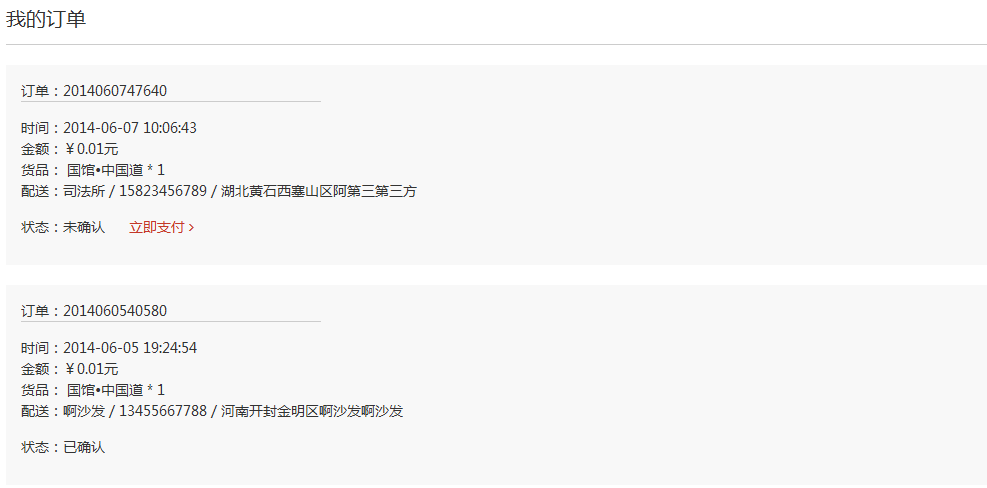 我的订单
订单：2014060747640
时间：2014-06-07 10:06:43
金额：￥0.01元
货品： 国馆•中国道 * 1
配送：司法所 / 15823456789 / 湖北黄石西塞山区阿第三第三方
状态：未确认 立即支付 >
订单：2014060540580
时间：2014-06-05 19:24:54
金额：￥0.01元
货品： 国馆•中国道 * 1
配送：啊沙发 / 13455667788 / 河南开封金明区啊沙发啊沙发
状态：已确认